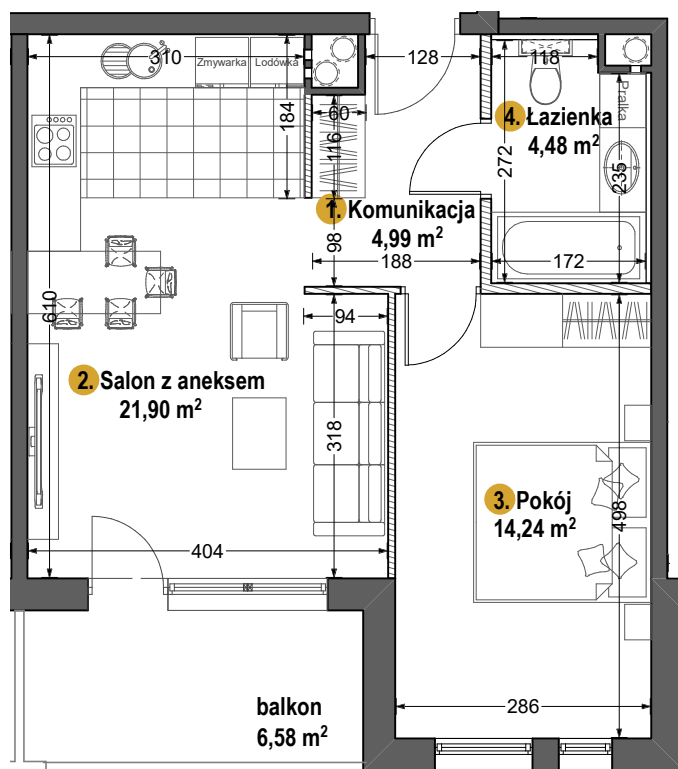 310
Zmywarka
Lodówka
128
118
184
60
116
Pralka
4. Łazienka
4,48 m²
272
235
1. Komunikacja
4,99 m²
98
188
172
610
94
2. Salon z aneksem
21,90 m²
318
3. Pokój
14,24 m²
498
404
286
balkon
6,58 m²